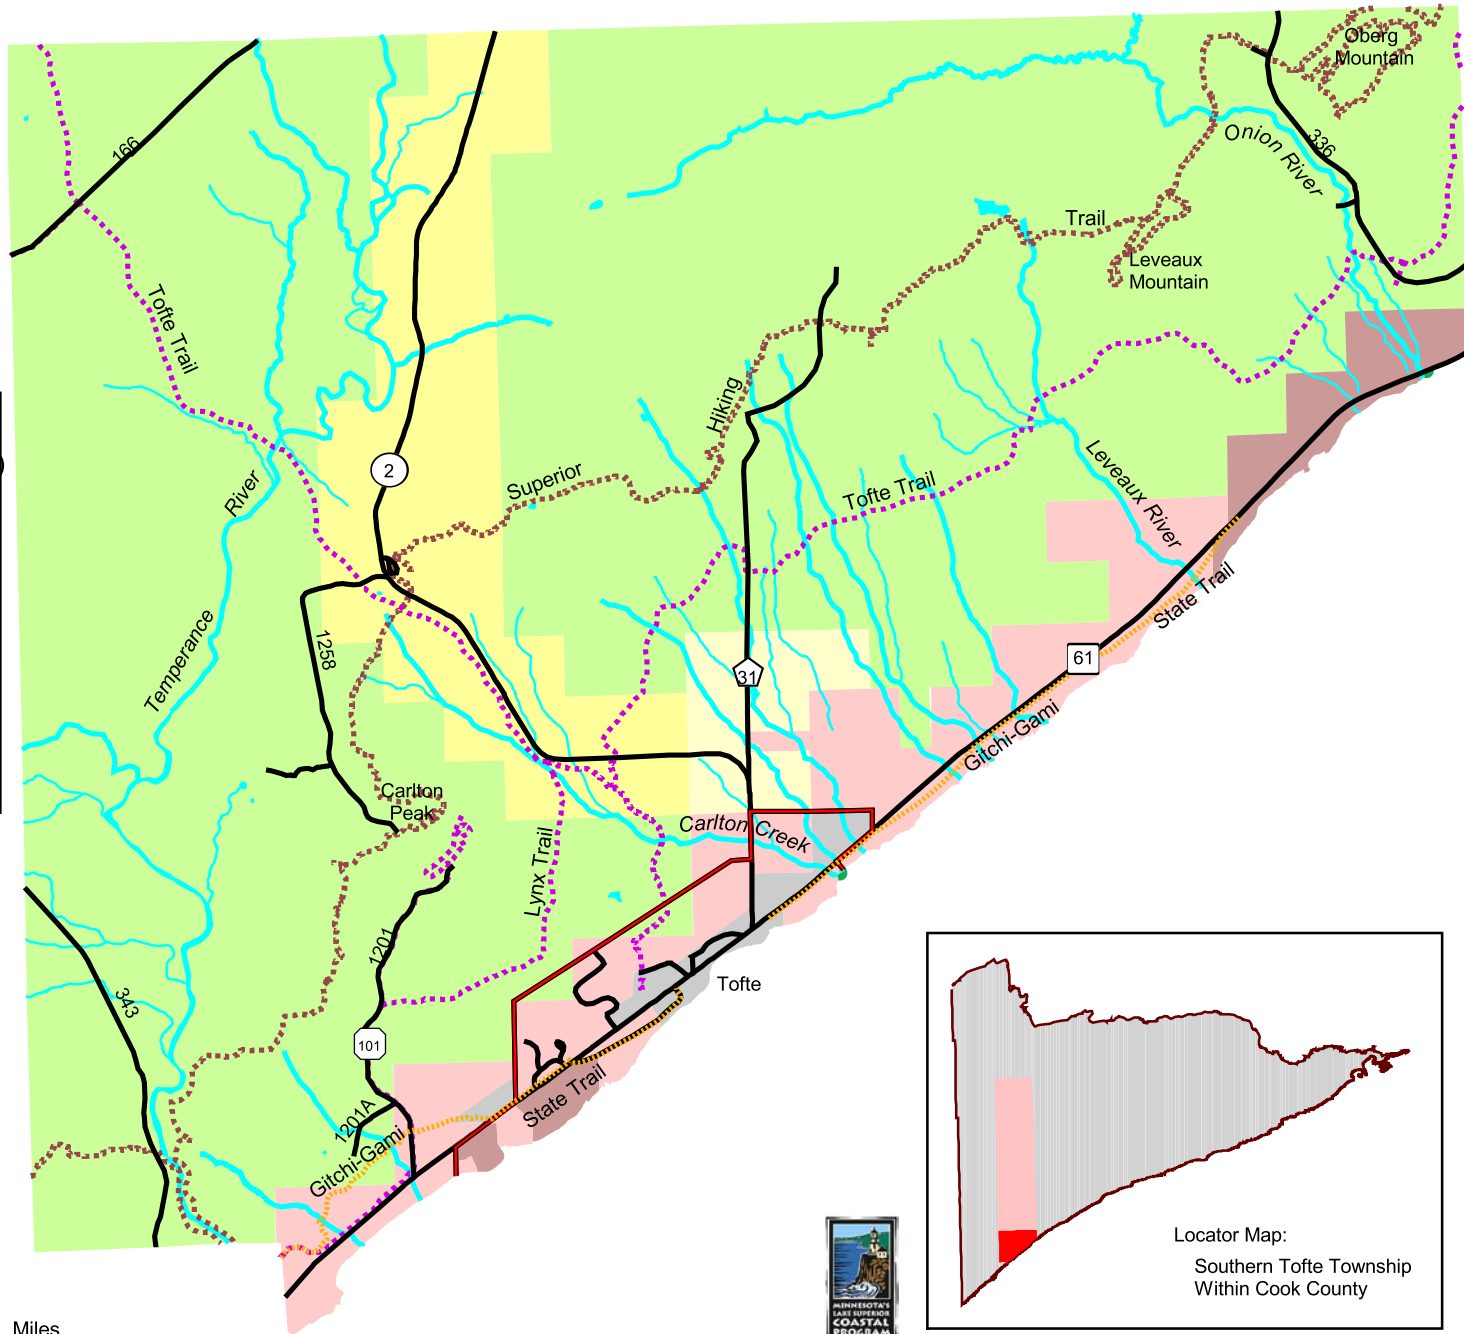 Oberg
Mountain
166
Onion River
336
Trail
Leveaux
Mountain
Tofte Trail
Hiking
2
Superior
River
Tofte Trail
Leveaux River
State Trail
Temperance
1258
31
61
Gitchi-Gami
Carlton
Peak
Carlton Creek
Lynx Trail
1201
343
Tofte
101
State Trail
1201A
Gitchi-Gami
Locator Map:
Southern Tofte Township
Within Cook County
MINNESOTA'S
LAKE SUPERIOR
COASTAL
PROGRAM
Miles